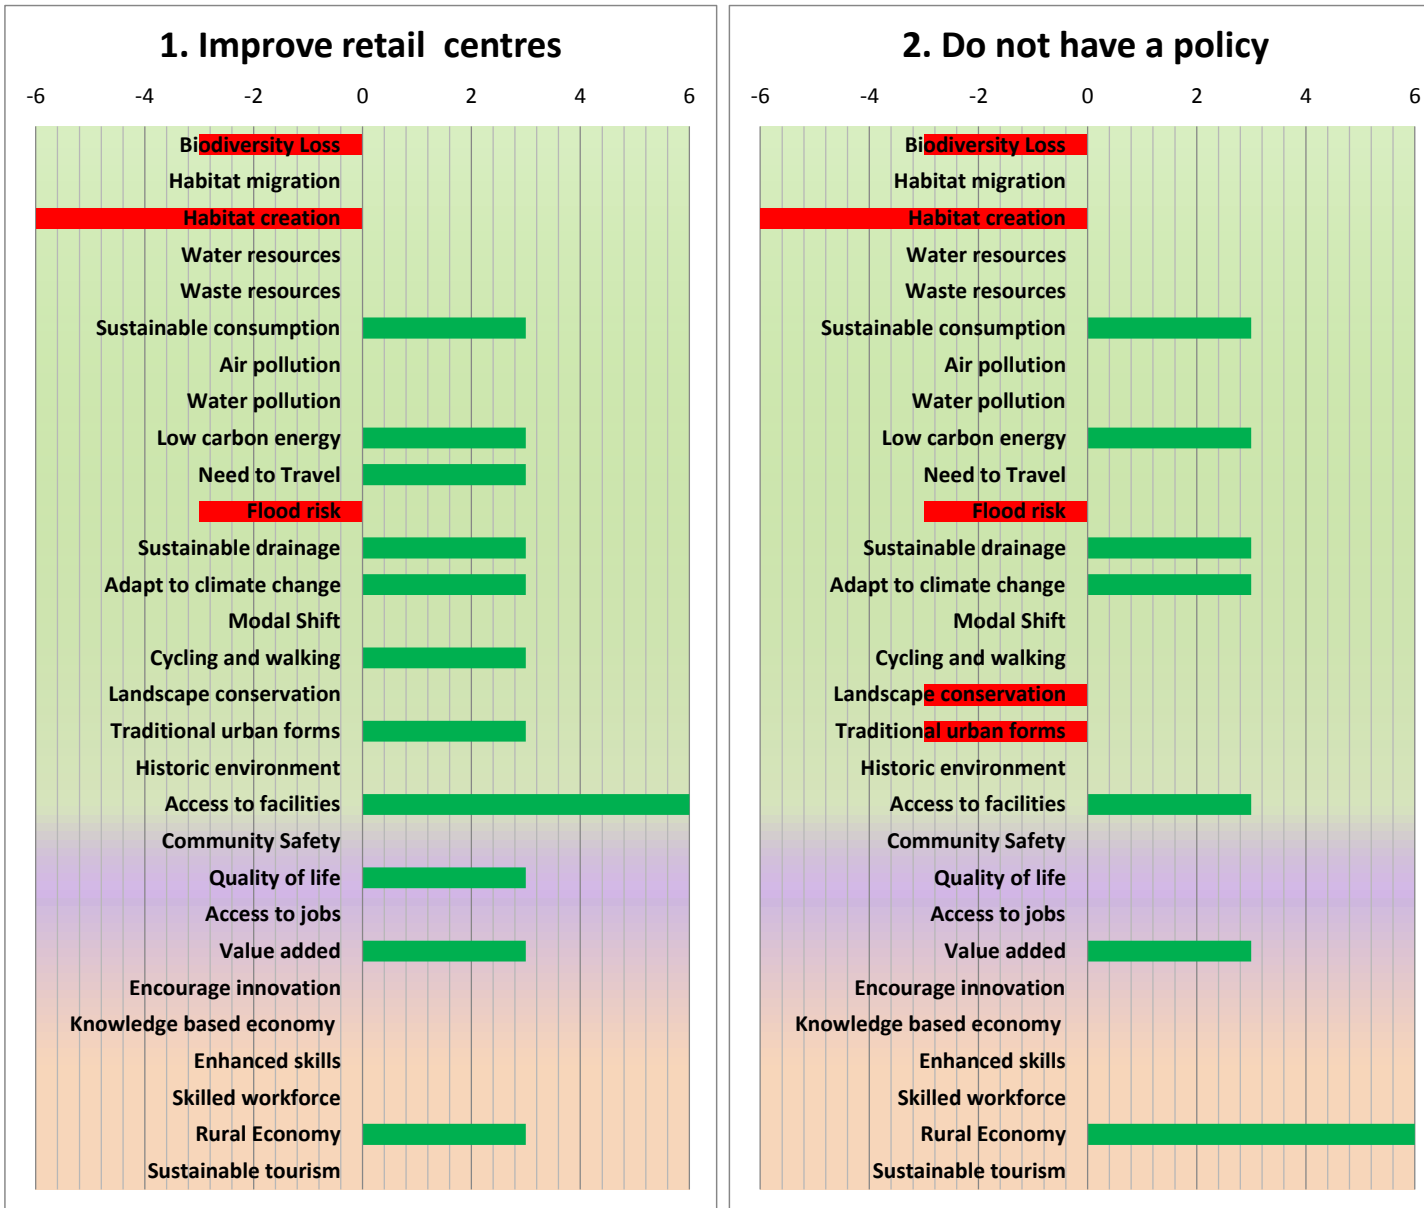 1. Improve retail  centres
-6 -4 -2 0 2 4 6
Biodiversity Loss
Habitat migration
Habitat creation
Water resources
Waste resources
Sustainable consumption
Air pollution
Water pollution
Low carbon energy
Need to Travel
Flood risk
Sustainable drainage
Adapt to climate change
Modal Shift
Cycling and walking
Landscape conservation
Traditional urban forms
Historic environment
Access to facilities
Community Safety
Quality of life
Access to jobs
Value added
Encourage innovation
Knowledge based economy
Enhanced skills
Skilled workforce
Rural Economy
Sustainable tourism
2. Do not have a policy
-6 -4 -2 0 2 4 6
Biodiversity Loss
Habitat migration
Habitat creation
Water resources
Waste resources
Sustainable consumption
Air pollution
Water pollution
Low carbon energy
Need to Travel
Flood risk
Sustainable drainage
Adapt to climate change
Modal Shift
Cycling and walking
Landscape conservation
Traditional urban forms
Historic environment
Access to facilities
Community Safety
Quality of life
Access to jobs
Value added
Encourage innovation
Knowledge based economy
Enhanced skills
Skilled workforce
Rural Economy
Sustainable tourism